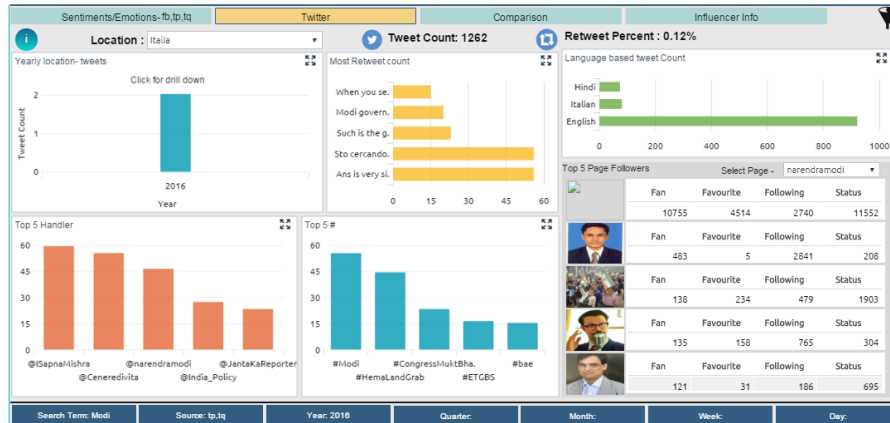 Sentiments/Emotions- fb,tp,tq Twitter Comparison Influencer Info
i Location : Italia Tweet Count: 1262 Retweet Percent : 0.12%
Yearly location- tweets
Click for drill down
Tweet Count
2
1
0
2016
Year
Most Retweet count
When you se.
Modi govern.
Such is the g.
Sto cercando.
Ans is very si.
0 15 30 45 60
Language based tweet Count
Hindi
Italian
English
0 200 400 600 800 1000
Top 5 Page Followers Select Page - narendramodi
Fan Favourite Following Status
10755 4514 2740 11552
Fan Favourite Following Status
483 5 2841 208
Fan Favourite Following Status
138 234 479 1903
Fan Favourite Following Status
135 158 765 304
Fan Favourite Following Status
121 31 186 695
Top 5 Handler
60
45
30
15
0
@ISapnaMishra @narendramodi @JantaKaReporter
@Ceneredivita @India_Policy
Top 5 #
60
45
30
15
0
#Modi #CongressMuktBha. #bae
#HemaLandGrab #ETGBS
Search Term: Modi Source: tp,tq Year: 2016 Quarter: Month: Week: Day: